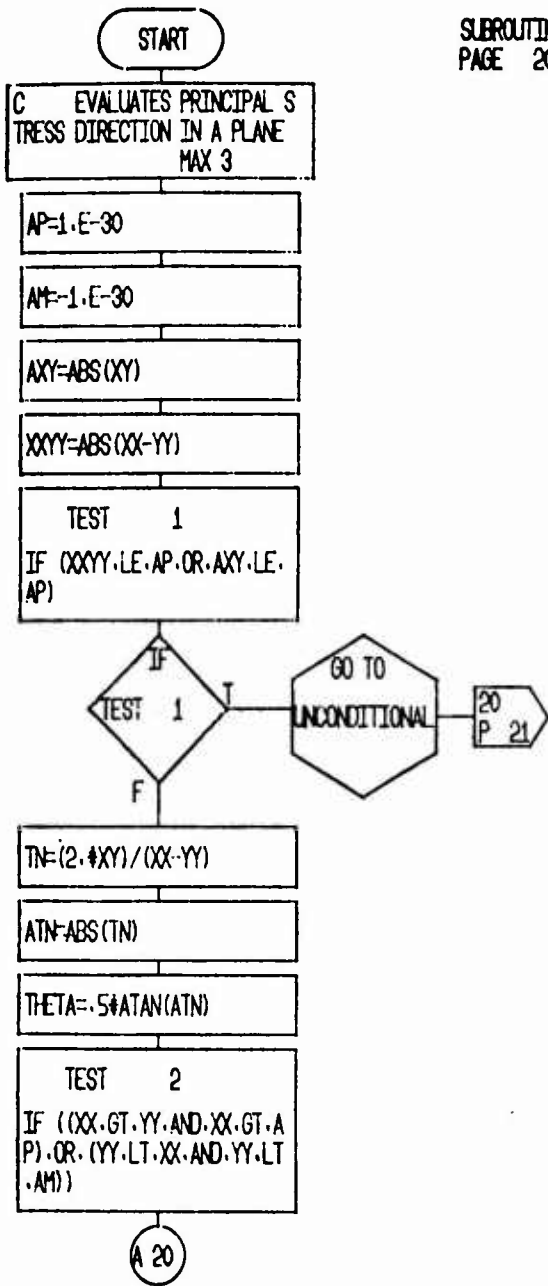 START
SUBROUTI
PAGE 20
C EVALUATES PRINCIPAL S
TRESS DIRECTION IN A PLANE
MAX 3
AP=1.E-30
AM=-1.E-30
AXY=ABS(XY)
XXYY=ABS(XX-YY)
TEST 1
IF (XXYY.LE.AP.OR.AXY.LE.
AP)
IF
TEST 1
T
GO TO
UNCONDITIONAL
20
P 21
F
TN=(2.*XY)/(XX-YY)
ATN=ABS(TN)
THETA=.5*ATAN(ATN)
TEST 2
IF ((XX.GT.YY.AND.XX.GT.A
P).OR.(YY.LT.XX.AND.YY.LT
.AM))
A 20